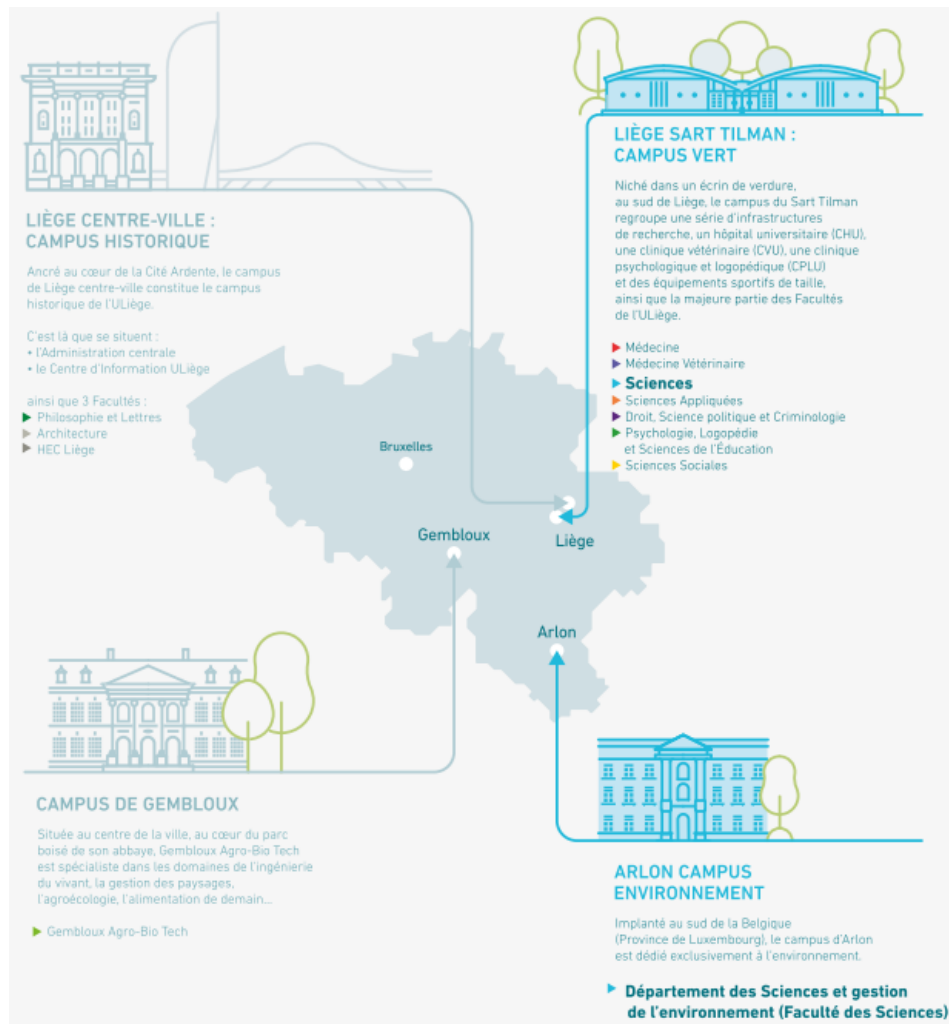 LIÈGE CENTRE-VILLE :
CAMPUS HISTORIQUE
Ancré au cœur de la Cité Ardente, le campus
de Liège centre-ville constitue le campus
historique de l'ULiège.
C'est là que se situent :
• l'Administration centrale
• le Centre d'Information ULiège
ainsi que 3 Facultés :
Philosophie et Lettres
Architecture
HEC Liège
LIÈGE SART TILMAN :
CAMPUS VERT
Niché dans un écrin de verdure,
au sud de Liège, le campus du Sart Tilman
regroupe une série d'infrastructures
de recherche, un hôpital universitaire (CHU),
une clinique vétérinaire (CVU), une clinique
psychologique et logopédique (CPLU)
et des équipements sportifs de taille,
ainsi que la majeure partie des Facultés
de l'ULiège.
Médecine
Médecine Vétérinaire
Sciences
Sciences Appliquées
Droit, Science politique et Criminologie
Psychologie, Logopédie
et Sciences de l'Éducation
Sciences Sociales
Bruxelles
Gembloux
Liège
Arlon
CAMPUS DE GEMBLOUX
Située au centre de la ville, au cœur du parc
boisé de son abbaye, Gembloux Agro-Bio Tech
est spécialiste dans les domaines de l'ingénierie
du vivant, la gestion des paysages,
l'agroécologie, l'alimentation de demain...
Gembloux Agro-Bio Tech
ARLON CAMPUS
ENVIRONNEMENT
Implanté au sud de la Belgique
(Province de Luxembourg), le campus d'Arlon
est dédié exclusivement à l'environnement.
Département des Sciences et gestion
de l'environnement (Faculté des Sciences)